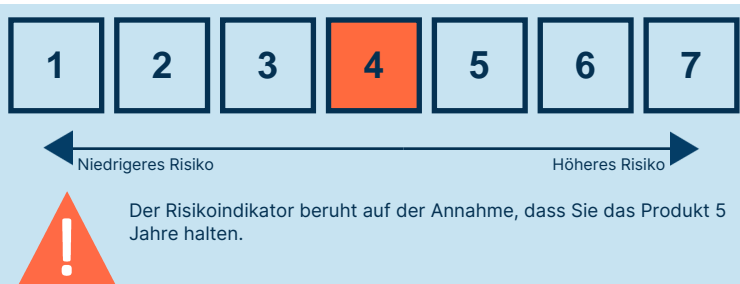 1 2 3 4 5 6 7
Niedrigeres Risiko Höheres Risiko
Der Risikoindikator beruht auf der Annahme, dass Sie das Produkt 5
Jahre halten.
!